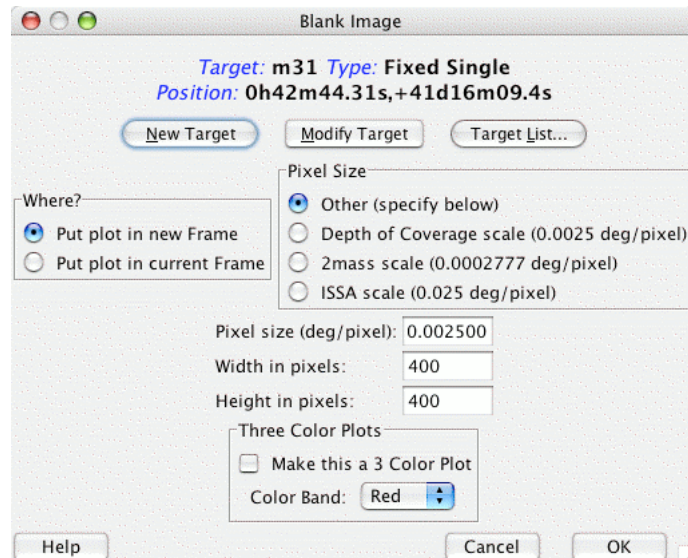 Blank Image
Target: m31 Type: Fixed Single
Position: 0h42m44.31s,+41d16m09.4s
New Target Modify Target Target List...
Where?
Put plot in new Frame
Put plot in current Frame
Pixel Size
Other (specify below)
Depth of Coverage scale (0.0025 deg/pixel)
2mass scale (0.0002777 deg/pixel)
ISSA scale (0.025 deg/pixel)
Pixel size (deg/pixel): 0.002500
Width in pixels: 400
Height in pixels: 400
Three Color Plots
Make this a 3 Color Plot
Color Band: Red
Help Cancel OK